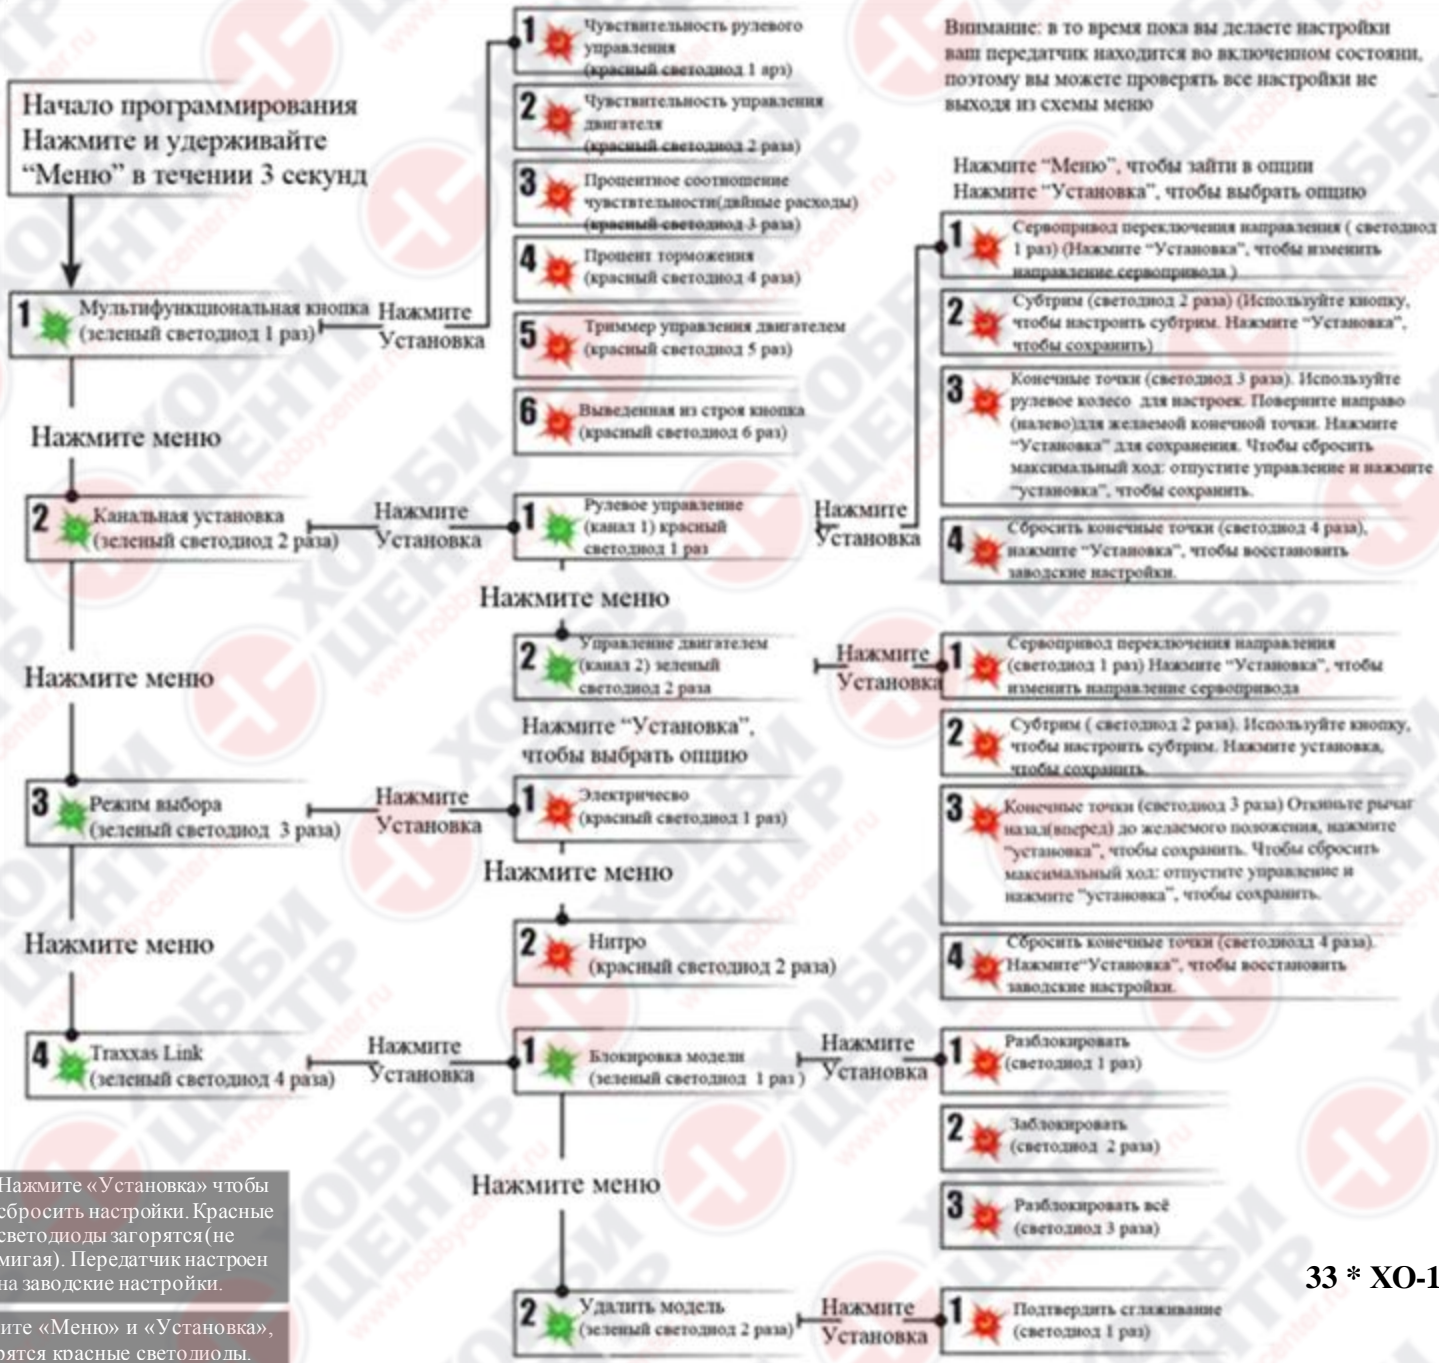 Начало программирования
Нажмите и удерживайте
“Меню” в течении 3 секунд
1 Мультифункциональная кнопка
(зеленый светодиод 1 раз)
Нажмите
Установка
1 Чувствительность рулевого
управления
(красный светодиод 1 арз)
2 Чувствительность управления
двигателя
(красный светодиод 2 раза)
3 Процентное соотношение
чувствтельности(двйные расходы)
(красный светодиод 3 раза)
4 Процент торможения
(красный светодиод 4 раза)
5 Триммер управления двигателем
(красный светодиод 5 раз)
6 Выведенная из строя кнопка
(красный светодиод 6 раз)
Внимание: в то время пока вы делаете настройки
ваш передатчик находится во включенном состояни,
поэтому вы можете проверять все настройки не
выходя из схемы меню
Нажмите “Меню”, чтобы зайти в опции
Нажмите “Установка”, чтобы выбрать опцию
Нажмите меню
2 Канальная установка
(зеленый светодиод 2 раза)
Нажмите
Установка
1 Рулевое управление
(канал 1) красный
светодиод 1 раз
Нажмите
Установка
1 Сервопривод переключения направления ( светодиод
1 раз) (Нажмите “Установка”, чтобы изменить
направление сервопривода )
2 Субтрим (светодиод 2 раза) (Используйте кнопку,
чтобы настроить субтрим. Нажмите “Установка”,
чтобы сохранить)
3 Конечные точки (светодиод 3 раза). Используйте
рулевое колесо для настроек. Поверните направо
(налево)для желаемой конечной точки. Нажмите
“Установка” для сохранения. Чтобы сбросить
максимальный ход: отпустите управление и нажмите
“установка”, чтобы сохранить.
4 Сбросить конечные точки (светодиод 4 раза),
нажмите “Установка”, чтобы восстановить
заводские настройки.
Нажмите меню
2 Управление двигателем
(канал 2) зеленый
светодиод 2 раза
Нажмите
Установка
1 Сервопривод переключения направления
(светодиод 1 раз) Нажмите “Установка”, чтобы
изменить направление сервопривода
2 Субтрим ( светодиод 2 раза). Используйте кнопку,
чтобы настроить субтрим. Нажмите установка,
чтобы сохранить.
3 Конечные точки (светодиод 3 раза) Откиньте рычаг
назад(вперед) до желаемого положения, нажмите
“установка”, чтобы сохранить. Чтобы сбросить
максимальный ход: отпустите управление и
нажмите “установка”, чтобы сохранить.
4 Сбросить конечные точки (светодиодд 4 раза).
Нажмите“Установка”, чтобы восстановить
заводские настройки.
Нажмите меню
Нажмите “Установка”,
чтобы выбрать опцию
3 Режим выбора
(зеленый светодиод 3 раза)
Нажмите
Установка
1 Электричесво
(красный светодиод 1 раз)
Нажмите меню
2 Нитро
(красный светодиод 2 раза)
Нажмите меню
4 Traxxas Link
(зеленый светодиод 4 раза)
Нажмите
Установка
1 Блокировка модели
(зеленый светодиод 1 раз )
Нажмите
Установка
1 Разблокировать
(светодиод 1 раз)
2 Заблокировать
(светодиод 2 раза)
3 Разблокировать всё
(светодиод 3 раза)
Нажмите меню
2 Удалить модель
(зеленый светодиод 2 раза)
Нажмите
Установка
1 Подтвердить сглаживание
(светодиод 1 раз)
Нажмите «Установка» чтобы
сбросить настройки. Красные
светодиоды загорятся (не
мигая). Передатчик настроен
на заводские настройки.
ите «Меню» и «Установка»,
рятся красные светодиоды.
33 * XO-1
ХОББИ ЦЕНТР
www.hobbycenter.ru